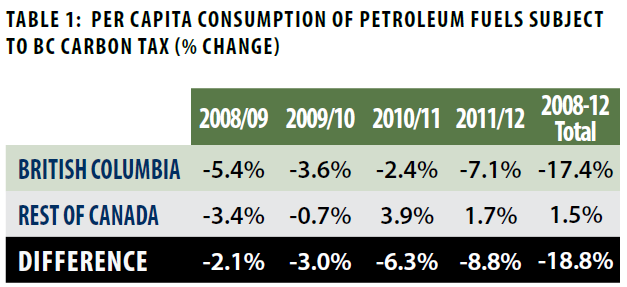 TABLE 1: PER CAPITA CONSUMPTION OF PETROLEUM FUELS SUBJECT
TO BC CARBON TAX (% CHANGE)
2008/09 2009/10 2010/11 2011/12 2008-12 Total
BRITISH COLUMBIA -5.4% -3.6% -2.4% -7.1% -17.4%
REST OF CANADA -3.4% -0.7% 3.9% 1.7% 1.5%
DIFFERENCE -2.1% -3.0% -6.3% -8.8% -18.8%